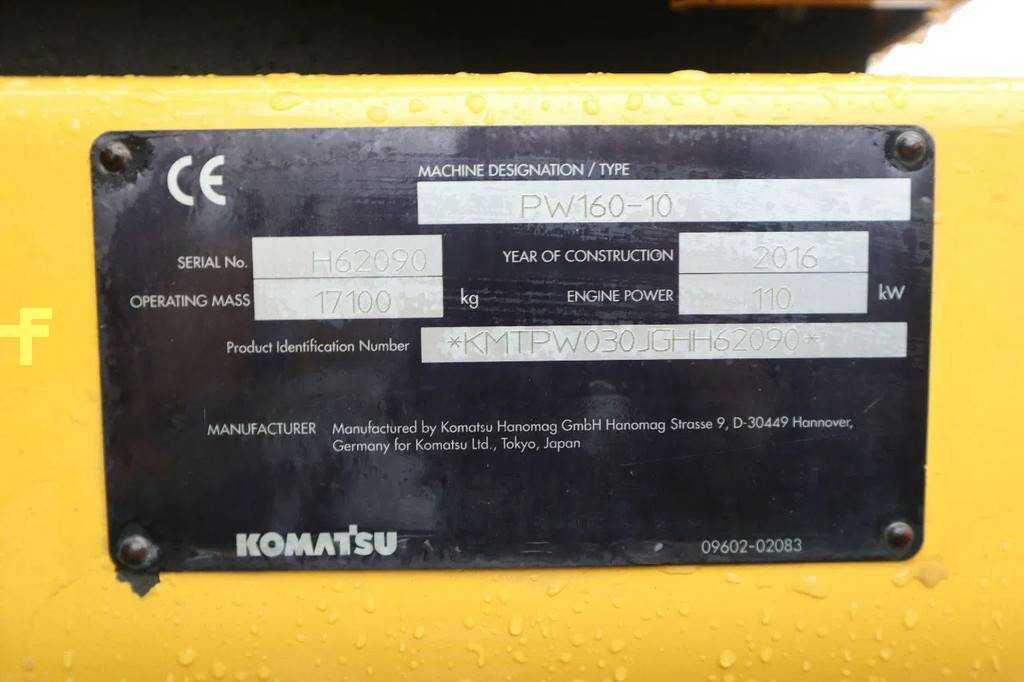 CE
MACHINE DESIGNATION / TYPE
PW160-10
SERIAL No. H62090 YEAR OF CONSTRUCTION 2016
OPERATING MASS 17100 kg ENGINE POWER 110 kW
F
Product Identification Number *KMTPW030JGHH62090*
MANUFACTURER Manufactured by Komatsu Hanomag GmbH Hanomag Strasse 9, D-30449 Hannover,
Germany for Komatsu Ltd., Tokyo, Japan
KOMATSU 09602-02083